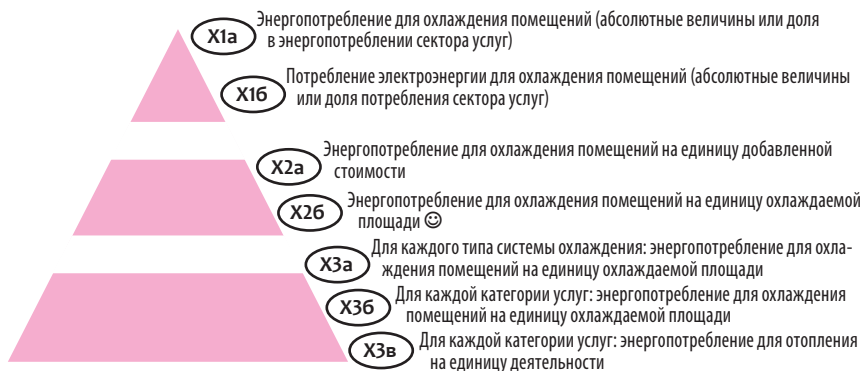 Х1а
Энергопотребление для охлаждения помещений (абсолютные величины или доля
в энергопотреблении сектора услуг)
Х1б
Потребление электроэнергии для охлаждения помещений (абсолютные величины
или доля потребления сектора услуг)
Х2а
Энергопотребление для охлаждения помещений на единицу добавленной
стоимости
Х2б
Энергопотребление для охлаждения помещений на единицу охлаждаемой
площади ☺
Х3а
Для каждого типа системы охлаждения: энергопотребление для охла-
ждения помещений на единицу охлаждаемой площади
Х3б
Для каждой категории услуг: энергопотребление для охлаждения
помещений на единицу охлаждаемой площади
Х3в
Для каждой категории услуг: энергопотребление для отопления
на единицу деятельности